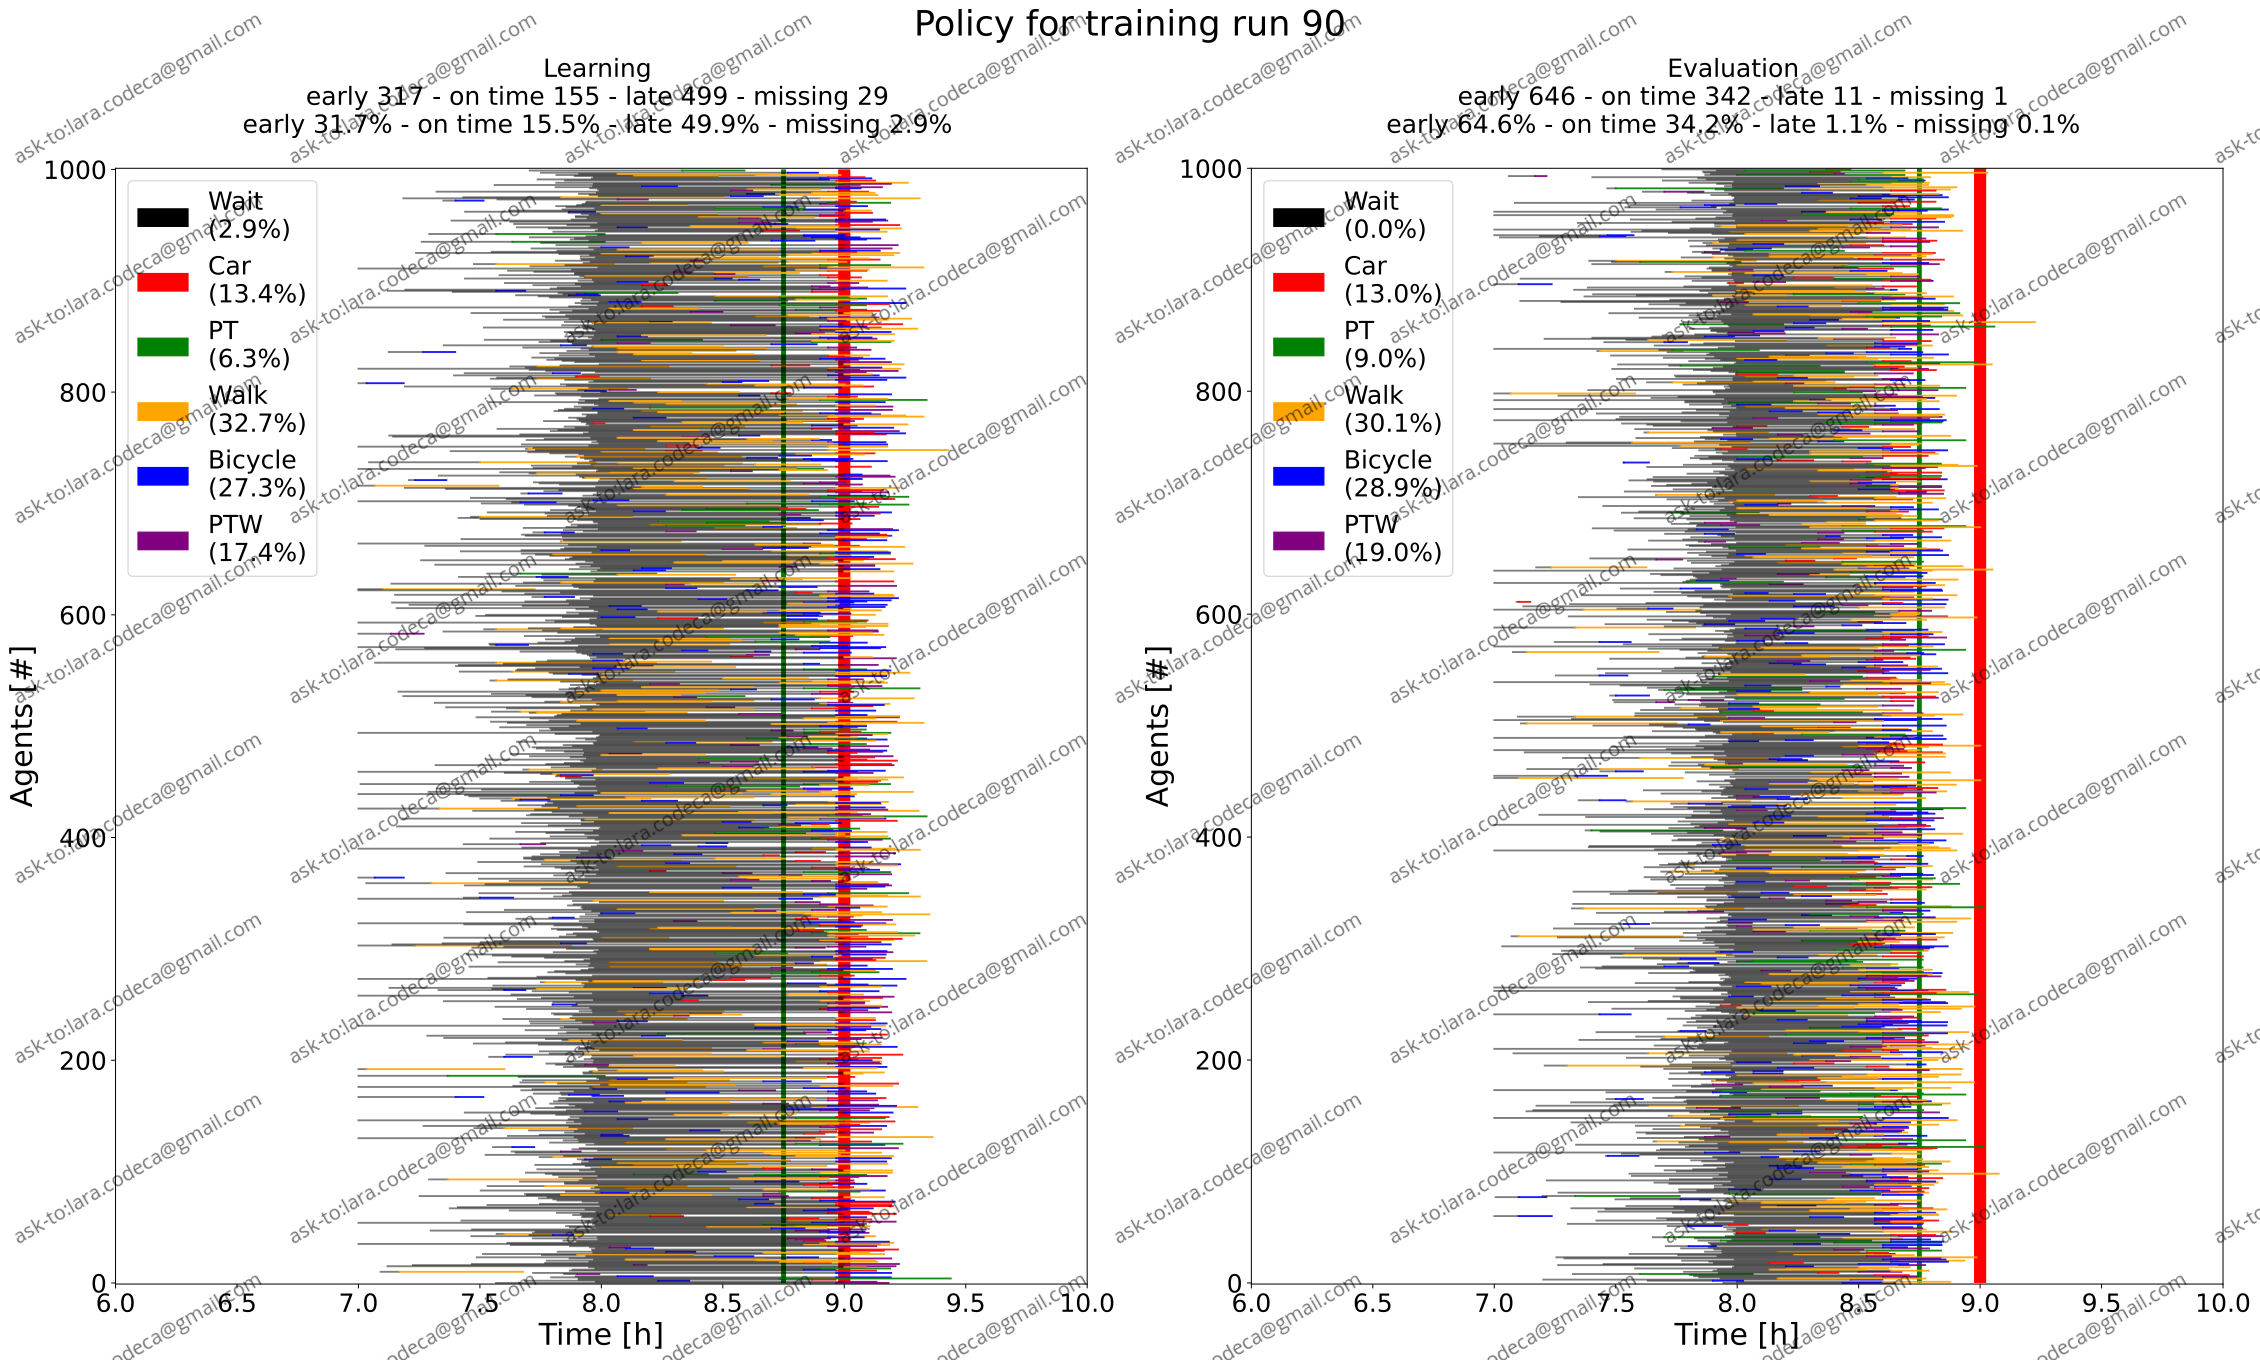 Policy for training run 90
Learning
early 317 - on time 155 - late 499 - missing 29
early 31.7% - on time 15.5% - late 49.9% - missing 2.9%
Wait
(2.9%)
Car
(13.4%)
PT
(6.3%)
Walk
(32.7%)
Bicycle
(27.3%)
PTW
(17.4%)
1000
800
600
400
200
0
Agents [#]
6.0 6.5 7.0 7.5 8.0 8.5 9.0 9.5 10.0
Time [h]
Evaluation
early 646 - on time 342 - late 11 - missing 1
early 64.6% - on time 34.2% - late 1.1% - missing 0.1%
Wait
(0.0%)
Car
(13.0%)
PT
(9.0%)
Walk
(30.1%)
Bicycle
(28.9%)
PTW
(19.0%)
1000
800
600
400
200
0
Agents [#]
6.0 6.5 7.0 7.5 8.0 8.5 9.0 9.5 10.0
Time [h]
ask-to:lara.codeca@gmail.com